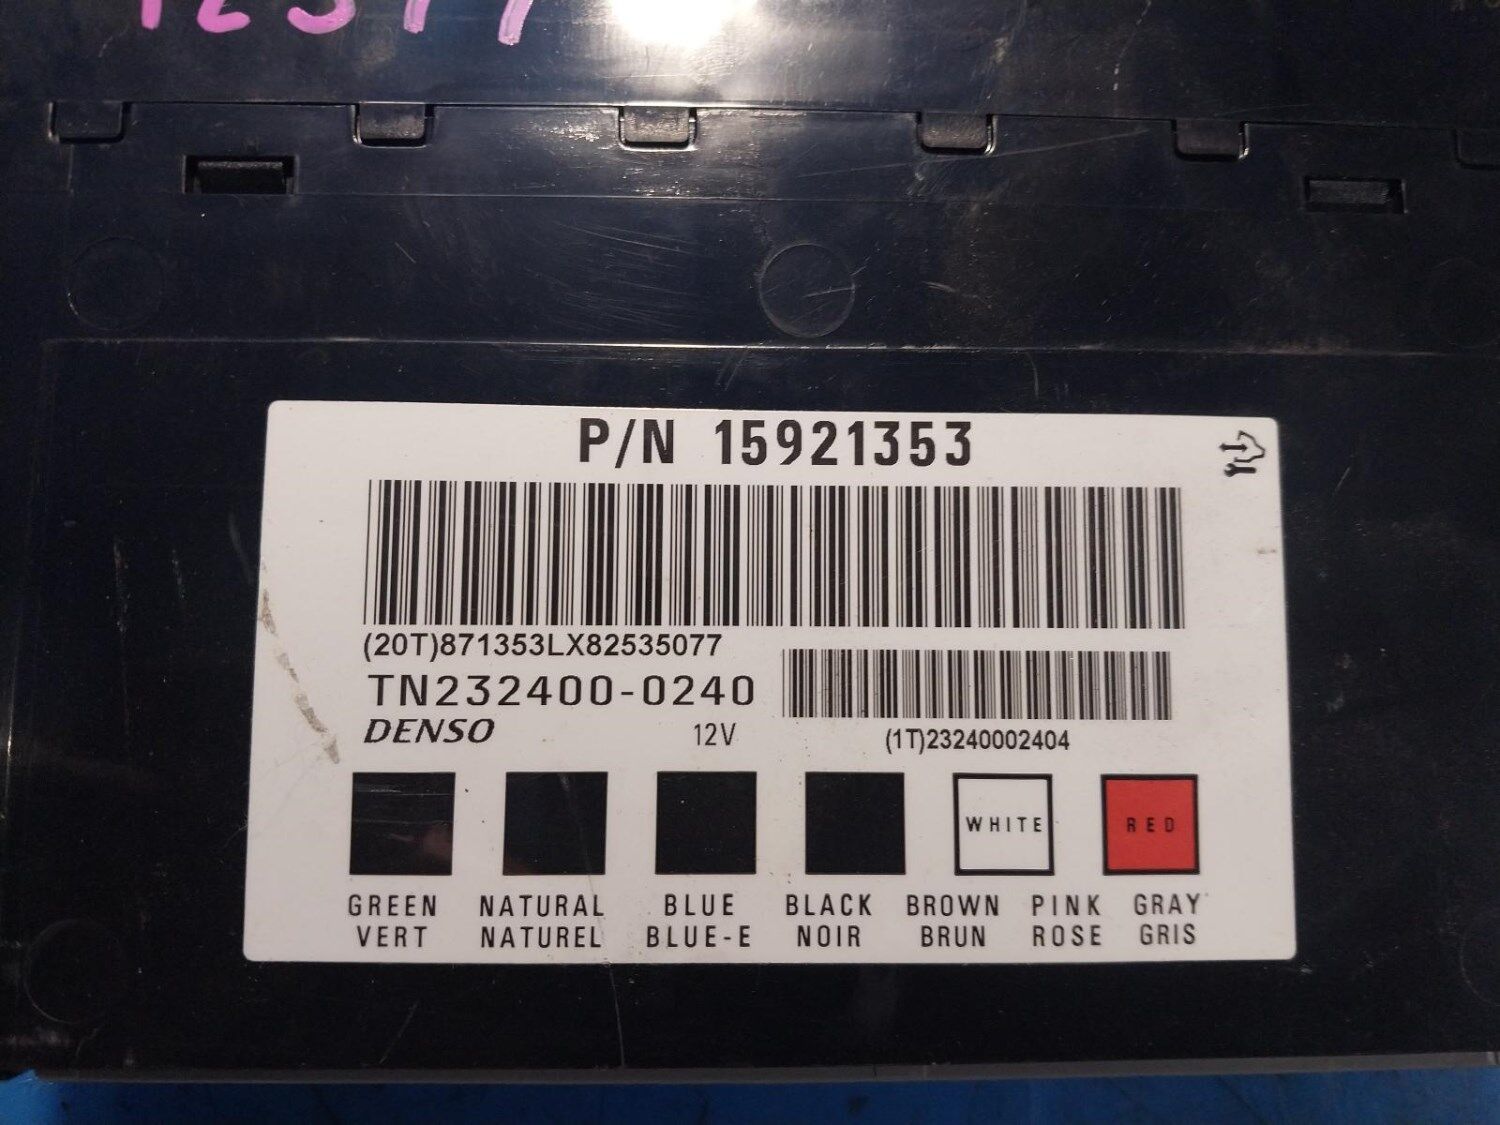 P/N 15921353
(20T)871353LX82535077
TN232400-0240
DENSO 12V
(1T)23240002404
WHITE RED
GREEN NATURAL BLUE BLACK BROWN PINK GRAY
VERT NATUREL BLUE-E NOIR BRUN ROSE GRIS